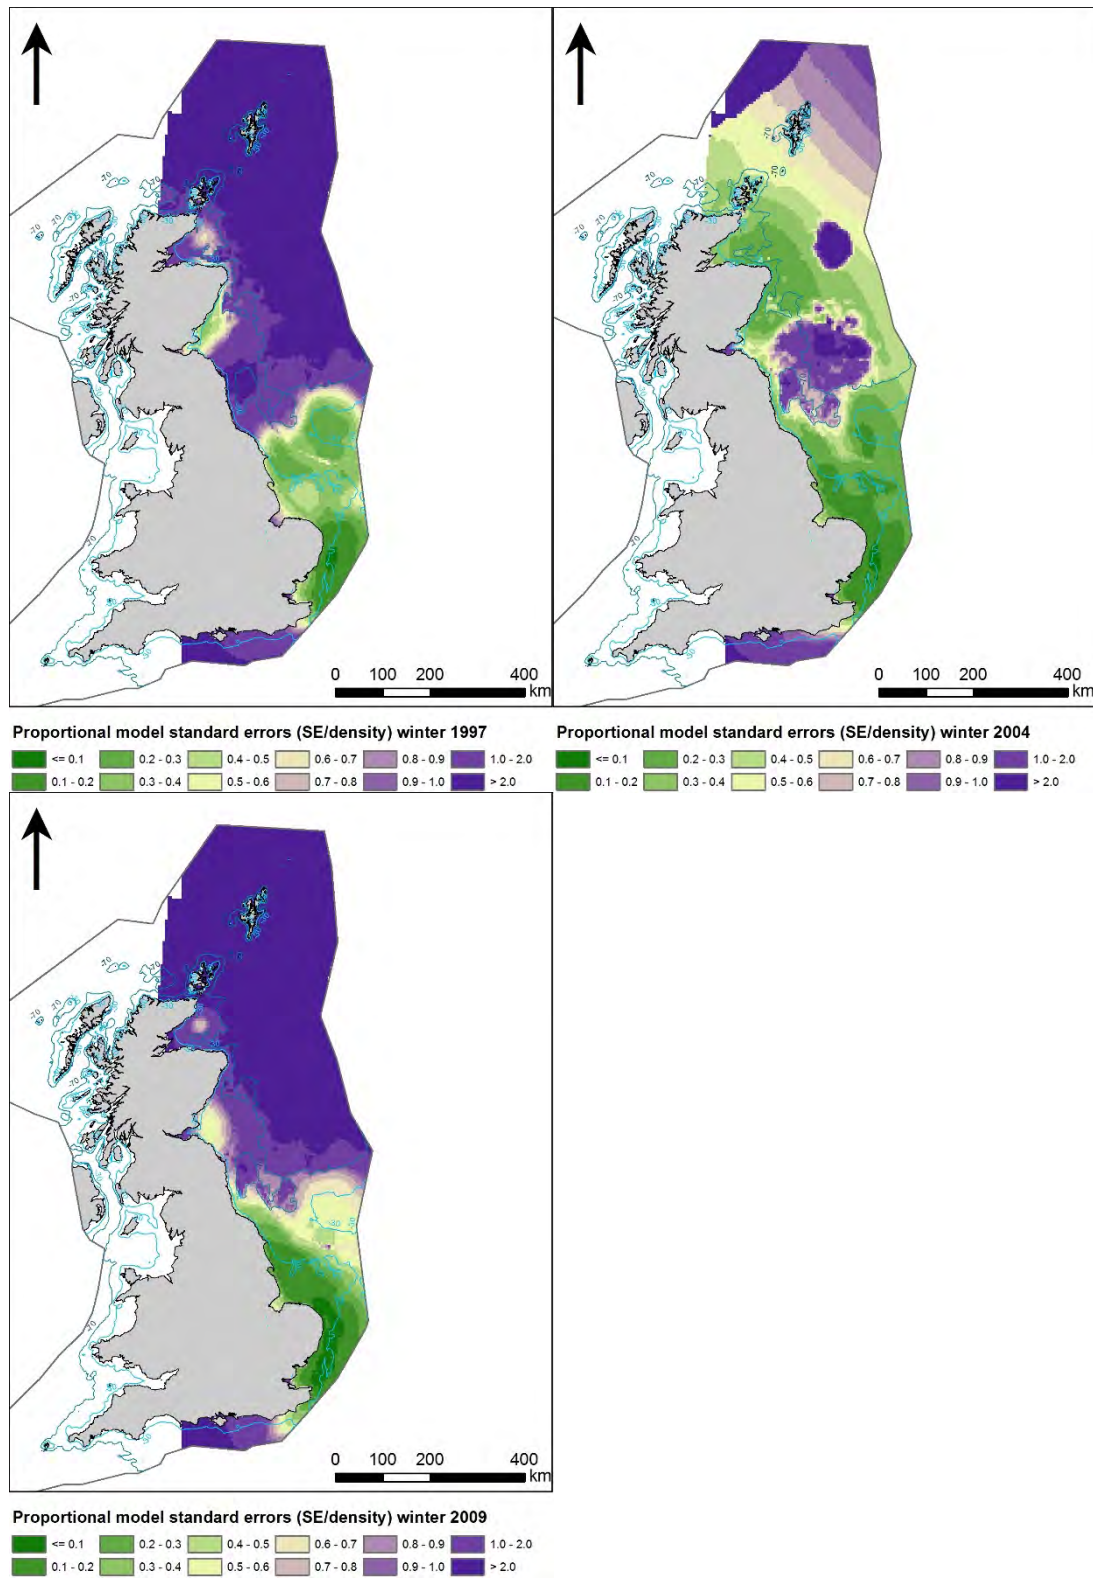 0 100 200 400
km
0 100 200 400
km
Proportional model standard errors (SE/density) winter 1997
<= 0.1 0.2 - 0.3 0.4 - 0.5 0.6 - 0.7 0.8 - 0.9 1.0 - 2.0
0.1 - 0.2 0.3 - 0.4 0.5 - 0.6 0.7 - 0.8 0.9 - 1.0 > 2.0
Proportional model standard errors (SE/density) winter 2004
<= 0.1 0.2 - 0.3 0.4 - 0.5 0.6 - 0.7 0.8 - 0.9 1.0 - 2.0
0.1 - 0.2 0.3 - 0.4 0.5 - 0.6 0.7 - 0.8 0.9 - 1.0 > 2.0
0 100 200 400
km
Proportional model standard errors (SE/density) winter 2009
<= 0.1 0.2 - 0.3 0.4 - 0.5 0.6 - 0.7 0.8 - 0.9 1.0 - 2.0
0.1 - 0.2 0.3 - 0.4 0.5 - 0.6 0.7 - 0.8 0.9 - 1.0 > 2.0